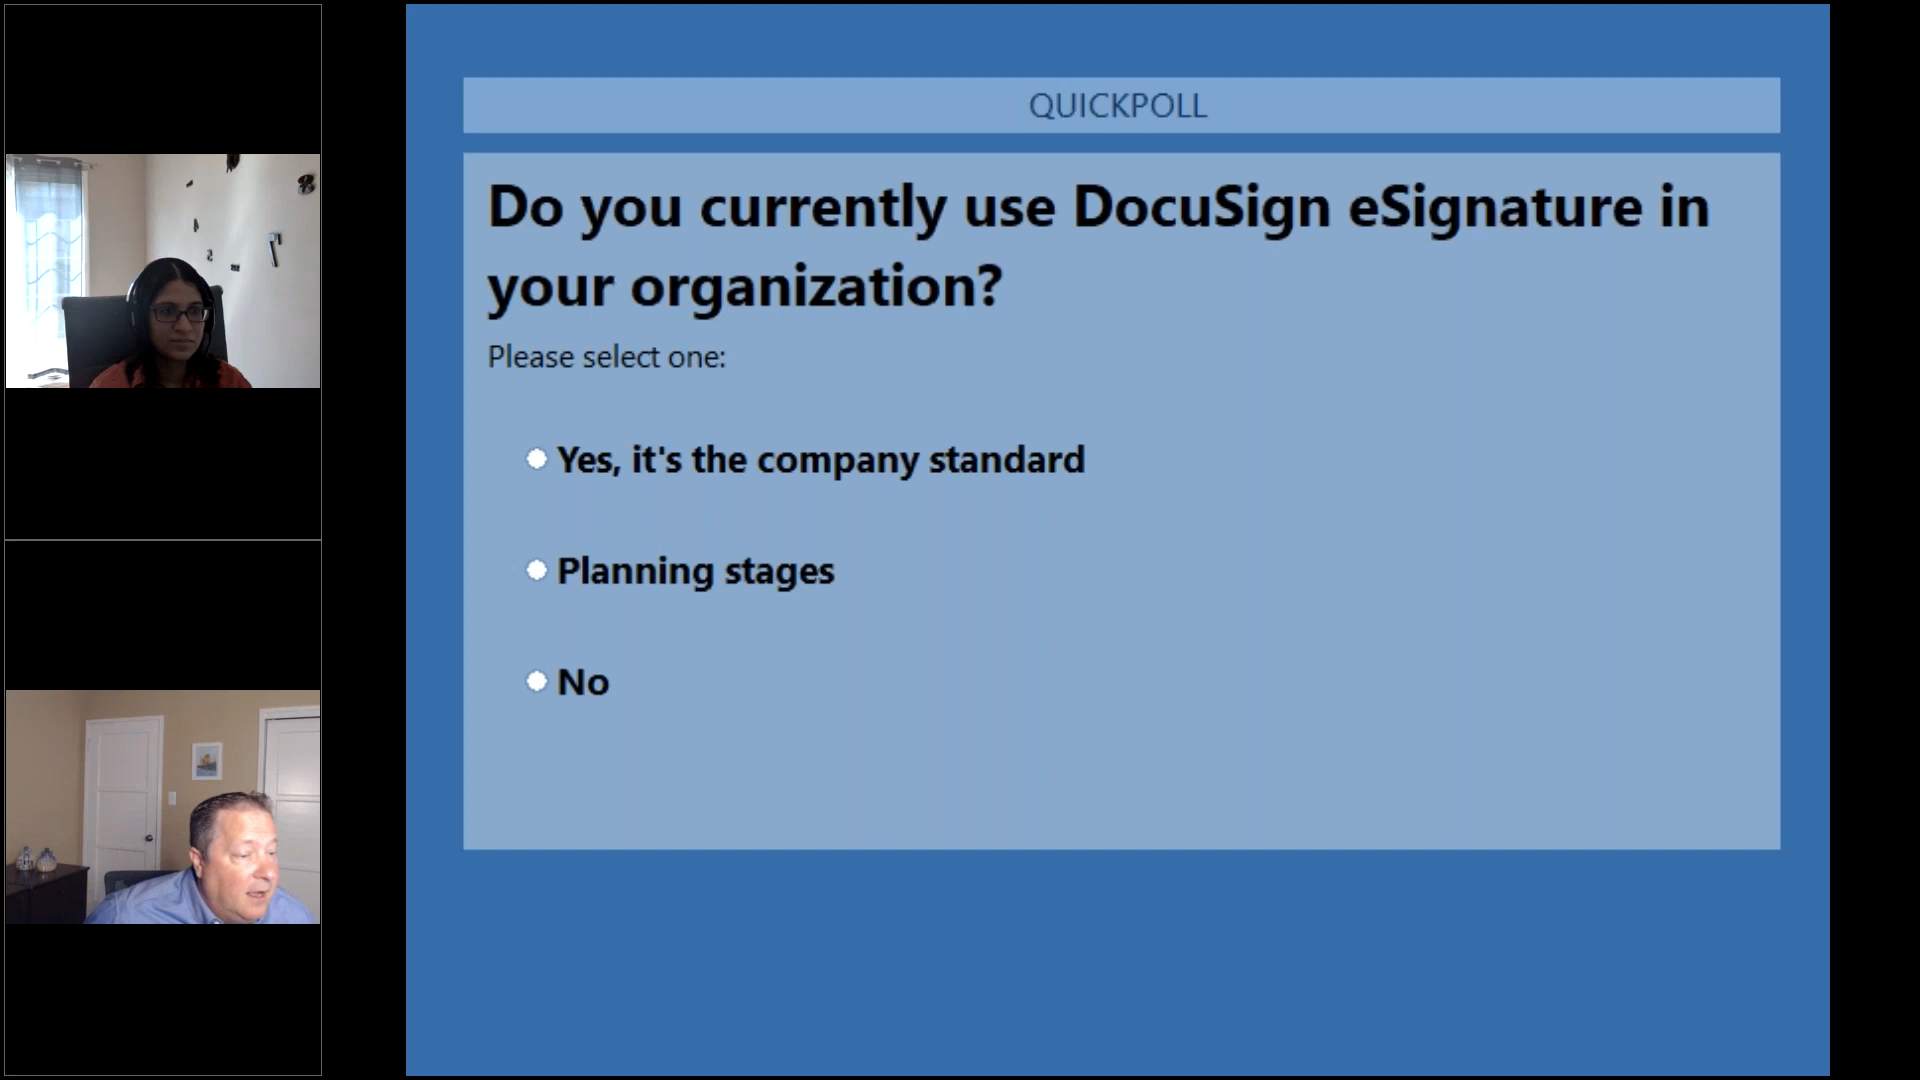 QUICKPOLL
Do you currently use DocuSign eSignature in
your organization?
Please select one:
Yes, it's the company standard
Planning stages
No